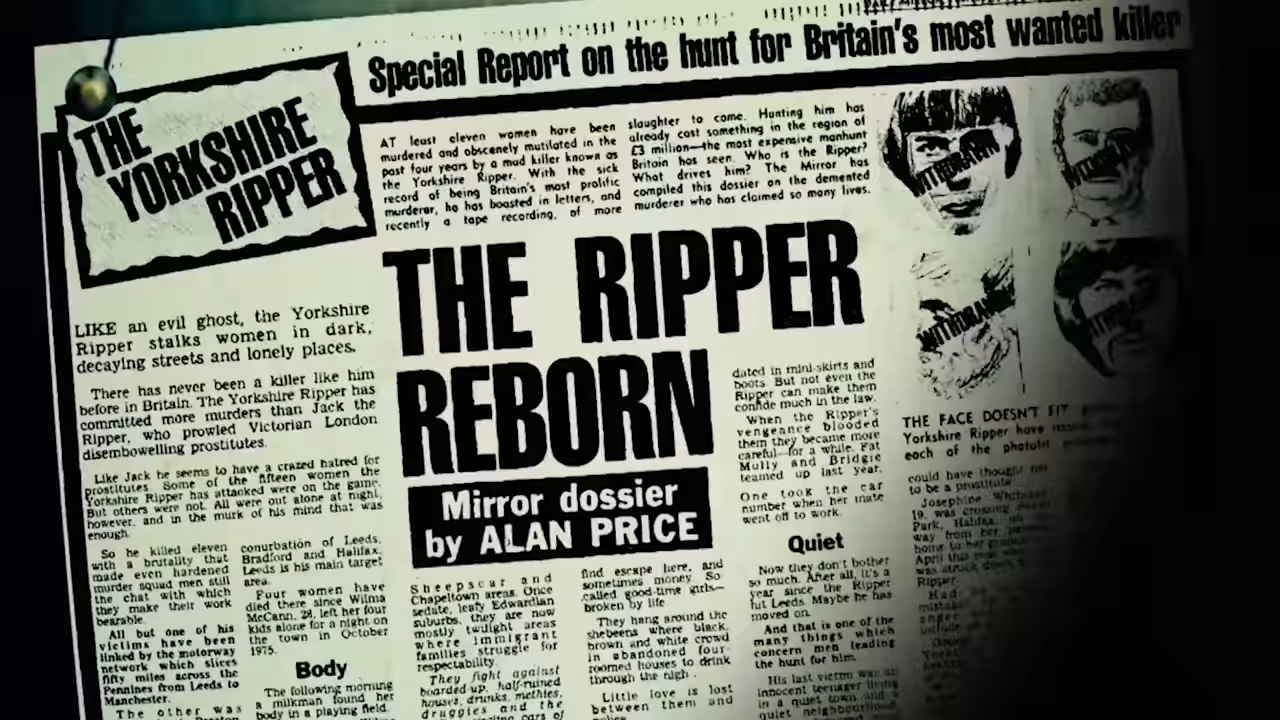 Special Report on the hunt for Britain's most wanted killer
THE
YORKSHIRE
RIPPER
AT least eleven women have been
murdered and obscenely mutilated in the
past four years by a mud killer known as
the Yorkshire Ripper. With the sick
record of being Britain's most prolific
murderer, he has boasted in letters, and
recently a tape recording, of more
slaughter to come. Hunting him has
already cost something in the region of
£3 million—the most expensive manhunt
Britain has seen. Who is the Ripper?
What drives him? The Mirror has
compiled this dossier on the demented
murderer who has claimed so many lives.
THE RIPPER
REBORN
Mirror dossier
by ALAN PRICE
LIKE an evil ghost, the Yorkshire
Ripper stalks women in dark,
decaying streets and lonely places.
There has never been a killer like him
before in Britain. The Yorkshire Ripper has
committed more murders than Jack the
Ripper, who prowled Victorian London
disembowelling prostitutes.
Like Jack he seems to have a crazed hatred for
prostitutes. Some of the fifteen women the
Yorkshire Ripper has attacked were on the game.
But others were not. All were out alone at night,
however, and in the murk of his mind that was
enough.
So he killed eleven
with a brutality that
made even hardened
murder squad men still
the chat with which
they make their work
bearable.
All but one of his
victims have been
linked by the motorway
network which slices
fifty miles across the
Pennines from Leeds to
Manchester.
The other was
conurbation of Leeds,
Bradford and Halifax.
Leeds is his main target
area.
Four women have
died there since Wilma
McCann, 28, left her four
kids alone for a night on
the town in October
1975.
Body
The following morning
a milkman found her
body in a playing field.
Sheepscar and
Chapeltown areas. Once
sedate, leafy Edwardian
suburbs, they are now
mostly twilight areas
where immigrant
families struggle for
respectability.
They fight against
boarded-up, half-ruined
houses, drunks, methies,
druggies and the
cars of
find escape here, and
sometimes money. So
called good-time girls—
broken by life
They hang around the
shebeens where black,
brown and white crowd
in abandoned four-
roomed houses to drink
through the nigh
Little love is lost
between them and
dated in mini-skirts and
boots. But not even the
Ripper can make them
confide much in the law.
When the Ripper's
vengeance blooded
them they became more
careful—for a while. Fat
Molly and Bridgie
teamed up last year.
One took the car
number when her mate
went off to work.
Quiet
Now they don't bother
so much. After all, it's a
year since the Ripper
hit Leeds. Maybe he has
moved on.
And that is one of the
many things which
concern men leading
the hunt for him.
His last victim was an
innocent teenager living
in a quiet town and a
quiet neighbourhood
WITHDRAWN
WITHDRAWN
WITHDRAWN
WITHDRAWN
THE FACE DOESN'T FIT
Yorkshire Ripper have
each of the photofit
could have thought her
to be a prostitute.
Josephine Whitaker
19, was crossing
Park, Halifax, on
way from her
home to her
April this year
was struck down
Ripper.
Had